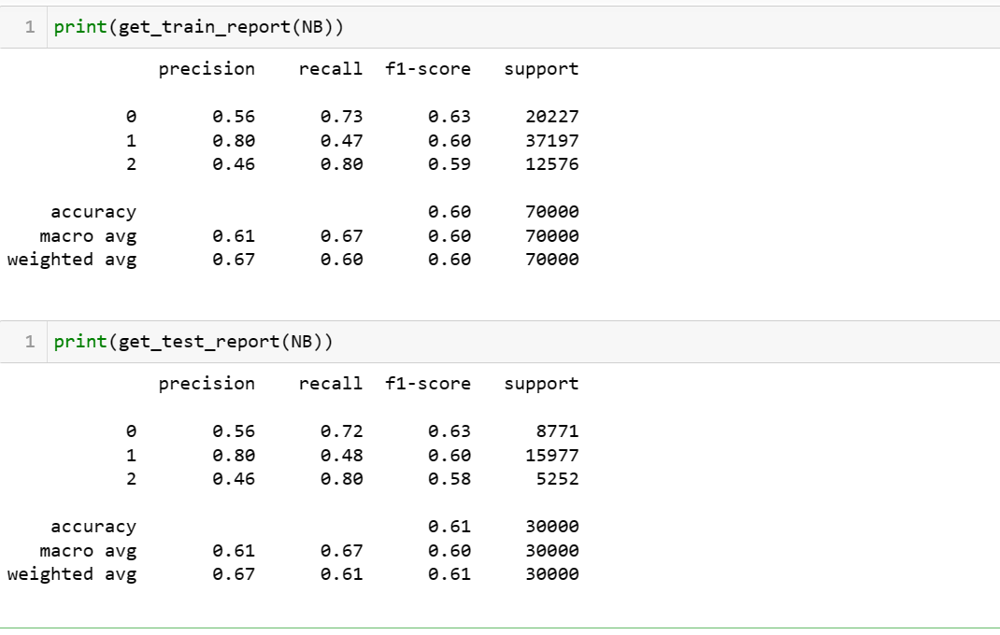 1 print(get_train_report(NB))
precision recall f1-score support
0 0.56 0.73 0.63 20227
1 0.80 0.47 0.60 37197
2 0.46 0.80 0.59 12576
accuracy 0.60 70000
macro avg 0.61 0.67 0.60 70000
weighted avg 0.67 0.60 0.60 70000
1 print(get_test_report(NB))
precision recall f1-score support
0 0.56 0.72 0.63 8771
1 0.80 0.48 0.60 15977
2 0.46 0.80 0.58 5252
accuracy 0.61 30000
macro avg 0.61 0.67 0.60 30000
weighted avg 0.67 0.61 0.61 30000